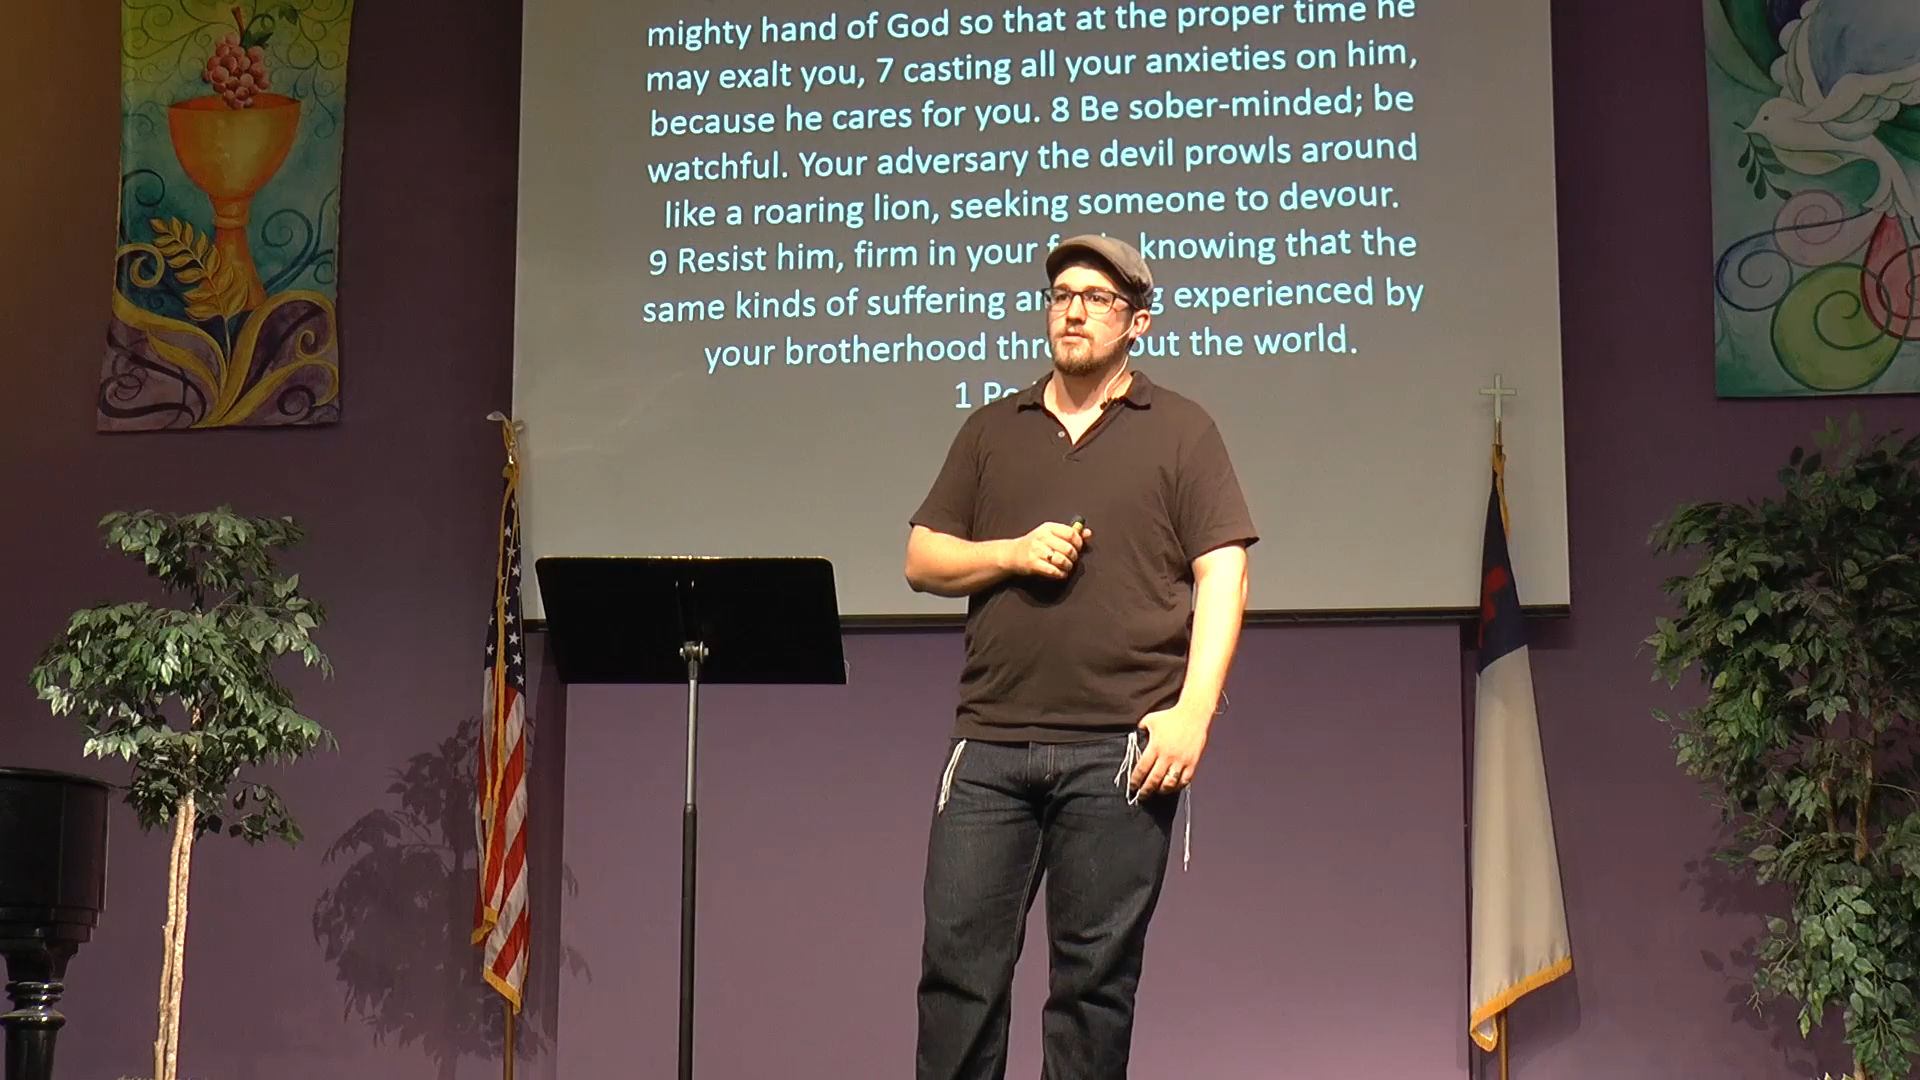 mighty hand of God so that at the proper time he
may exalt you, 7 casting all your anxieties on him,
because he cares for you. 8 Be sober-minded; be
watchful. Your adversary the devil prowls around
like a roaring lion, seeking someone to devour.
9 Resist him, firm in your knowing that the
same kinds of suffering experienced by
your brotherhood the world.
1